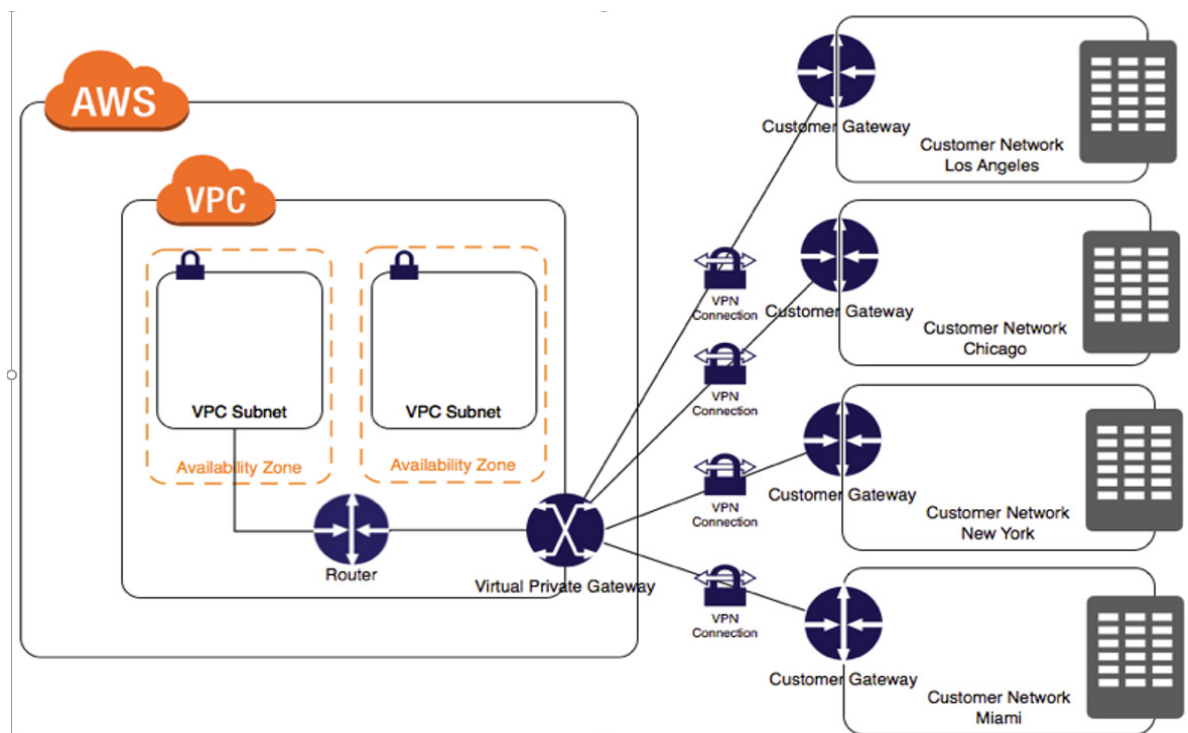 AWS
VPC
VPC Subnet
Availability Zone
VPC Subnet
Availability Zone
Router
Virtual Private Gateway
VPN
Connection
VPN
Connection
VPN
Connection
VPN
Connection
Customer Gateway
Customer Network
Los Angeles
Customer Gateway
Customer Network
Chicago
Customer Gateway
Customer Network
New York
Customer Gateway
Customer Network
Miami